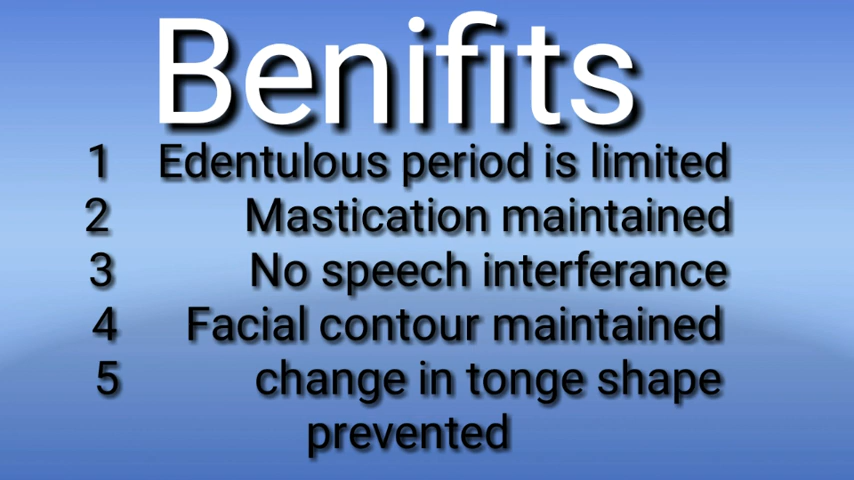 Benifits
1 Edentulous period is limited
2 Mastication maintained
3 No speech interferance
4 Facial contour maintained
5 change in tonge shape
prevented